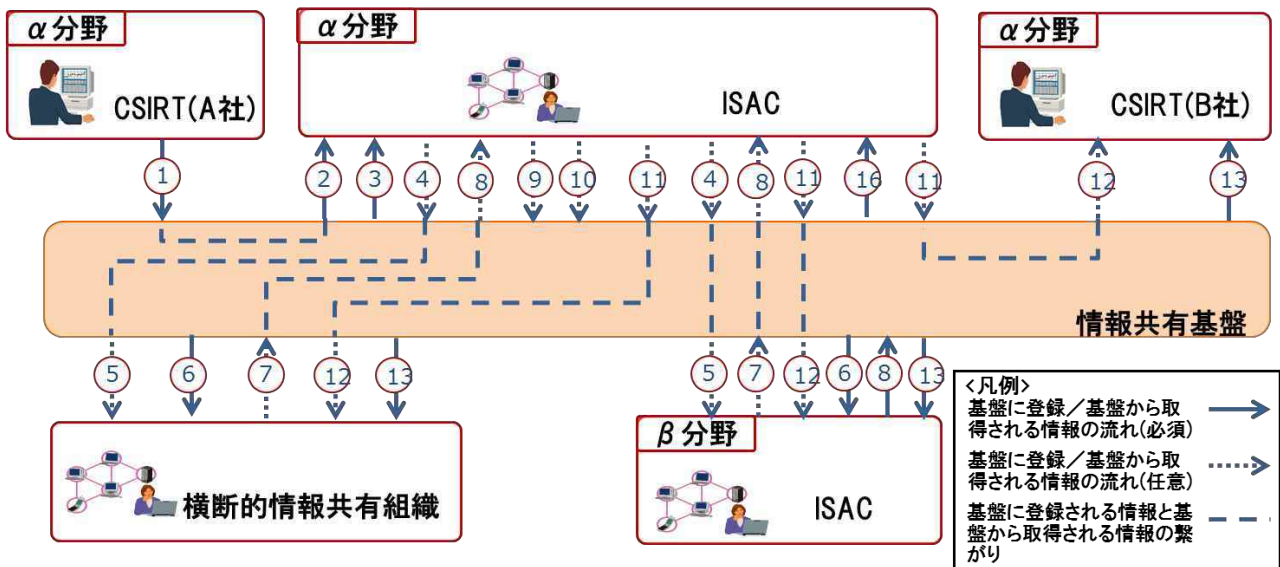 α分野
CSIRT(A社)
α分野
ISAC
α分野
CSIRT(B社)
1
2
3
4
8
9
10
11
4
8
11
16
11
12
13
情報共有基盤
5
6
7
12
13
5
7
12
6
8
13
横断的情報共有組織
β分野
ISAC
<凡例>
基盤に登録／基盤から取
得される情報の流れ(必須)
基盤に登録／基盤から取
得される情報の流れ(任意)
基盤に登録される情報と基
盤から取得される情報の繋
がり